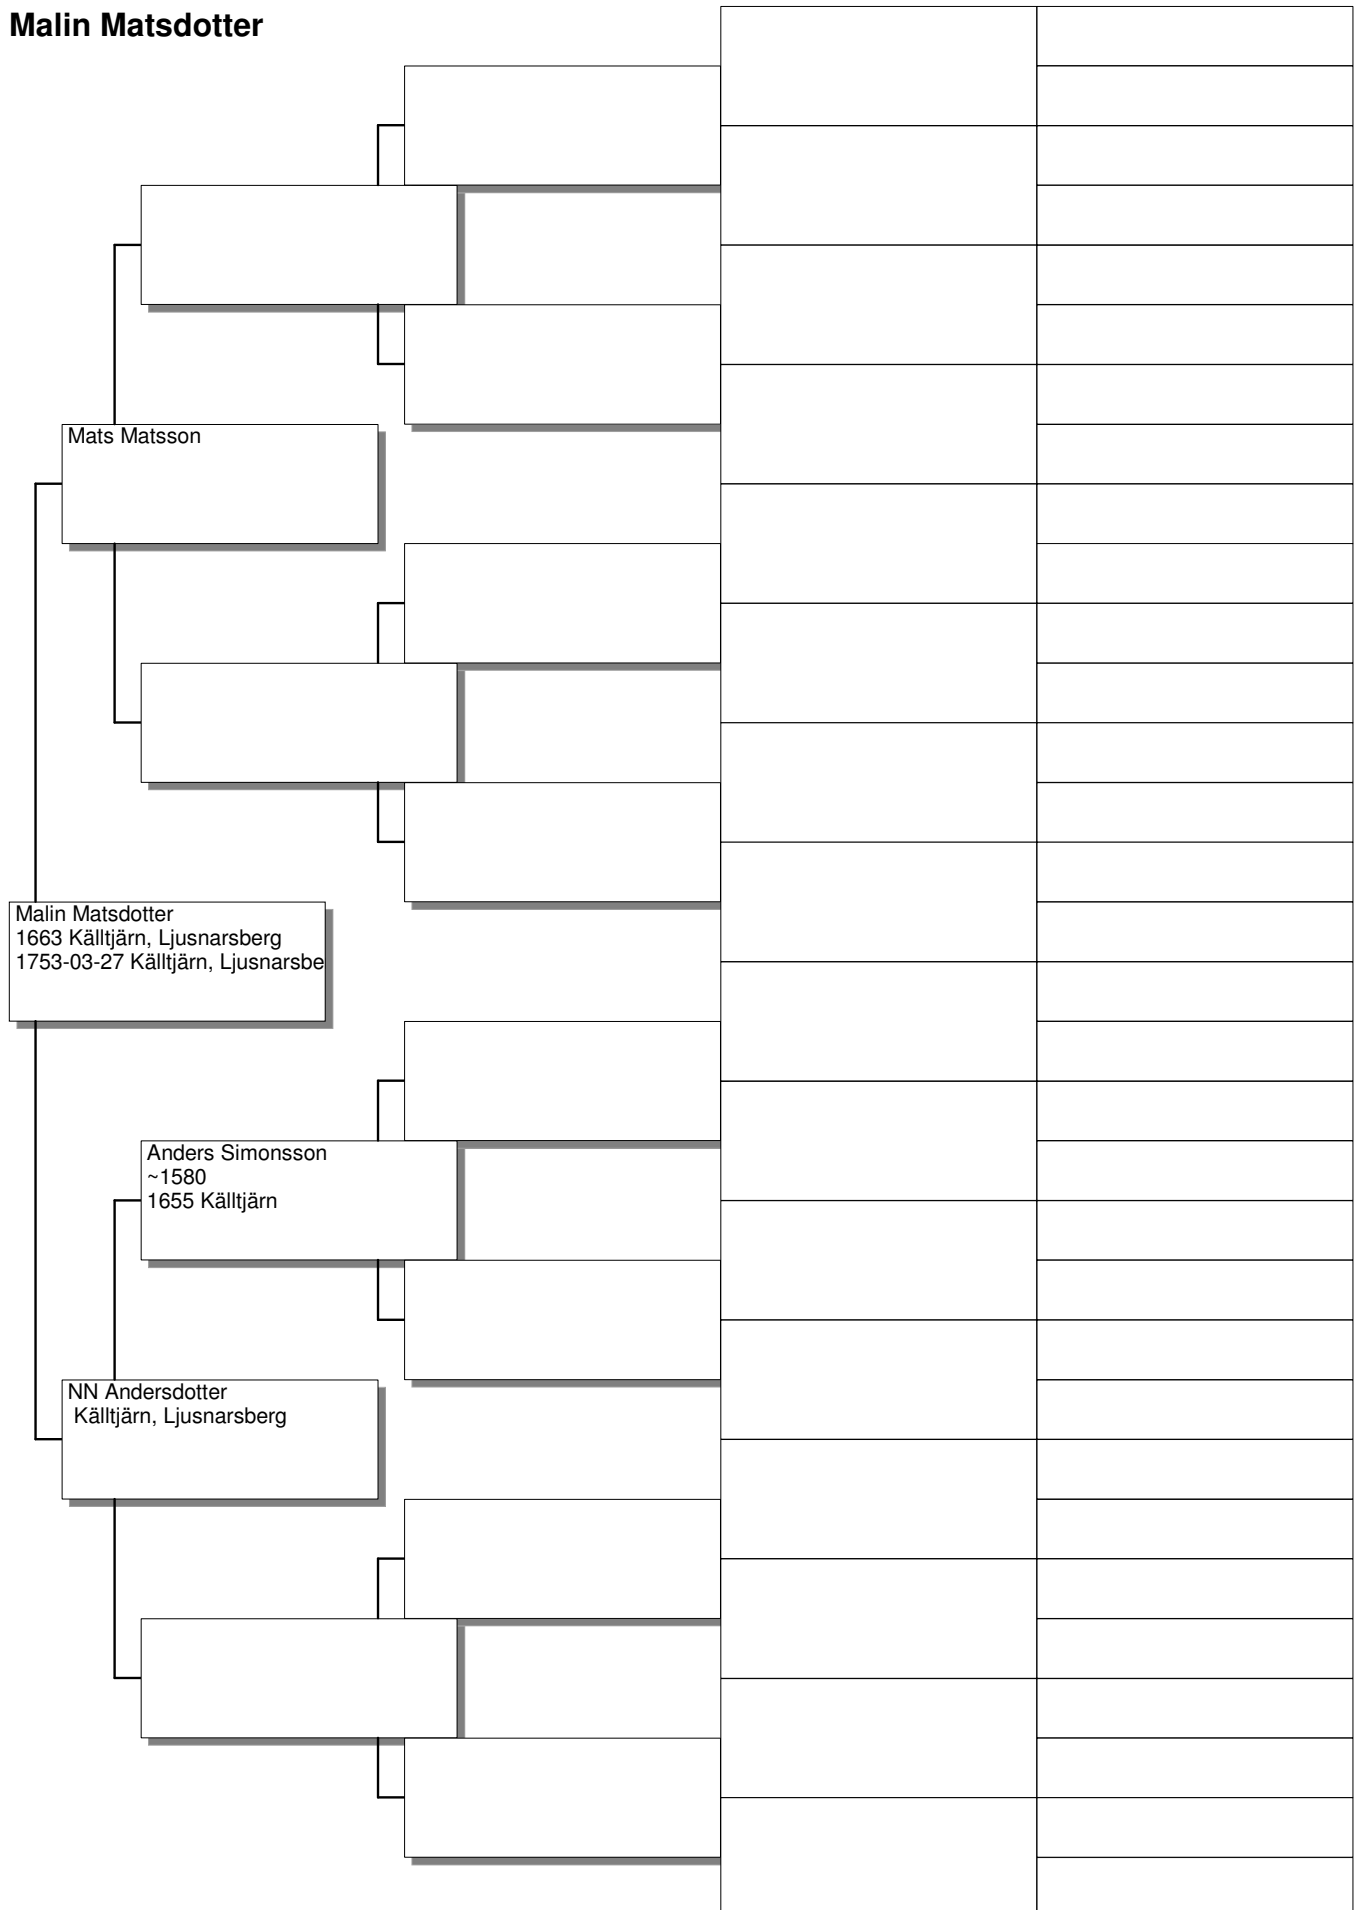 Malin Matsdotter
Mats Matsson
Malin Matsdotter
1663 Källtjärn, Ljusnarsberg
1753-03-27 Källtjärn, Ljusnarsbe
Anders Simonsson
~1580
1655 Källtjärn
NN Andersdotter
Källtjärn, Ljusnarsberg